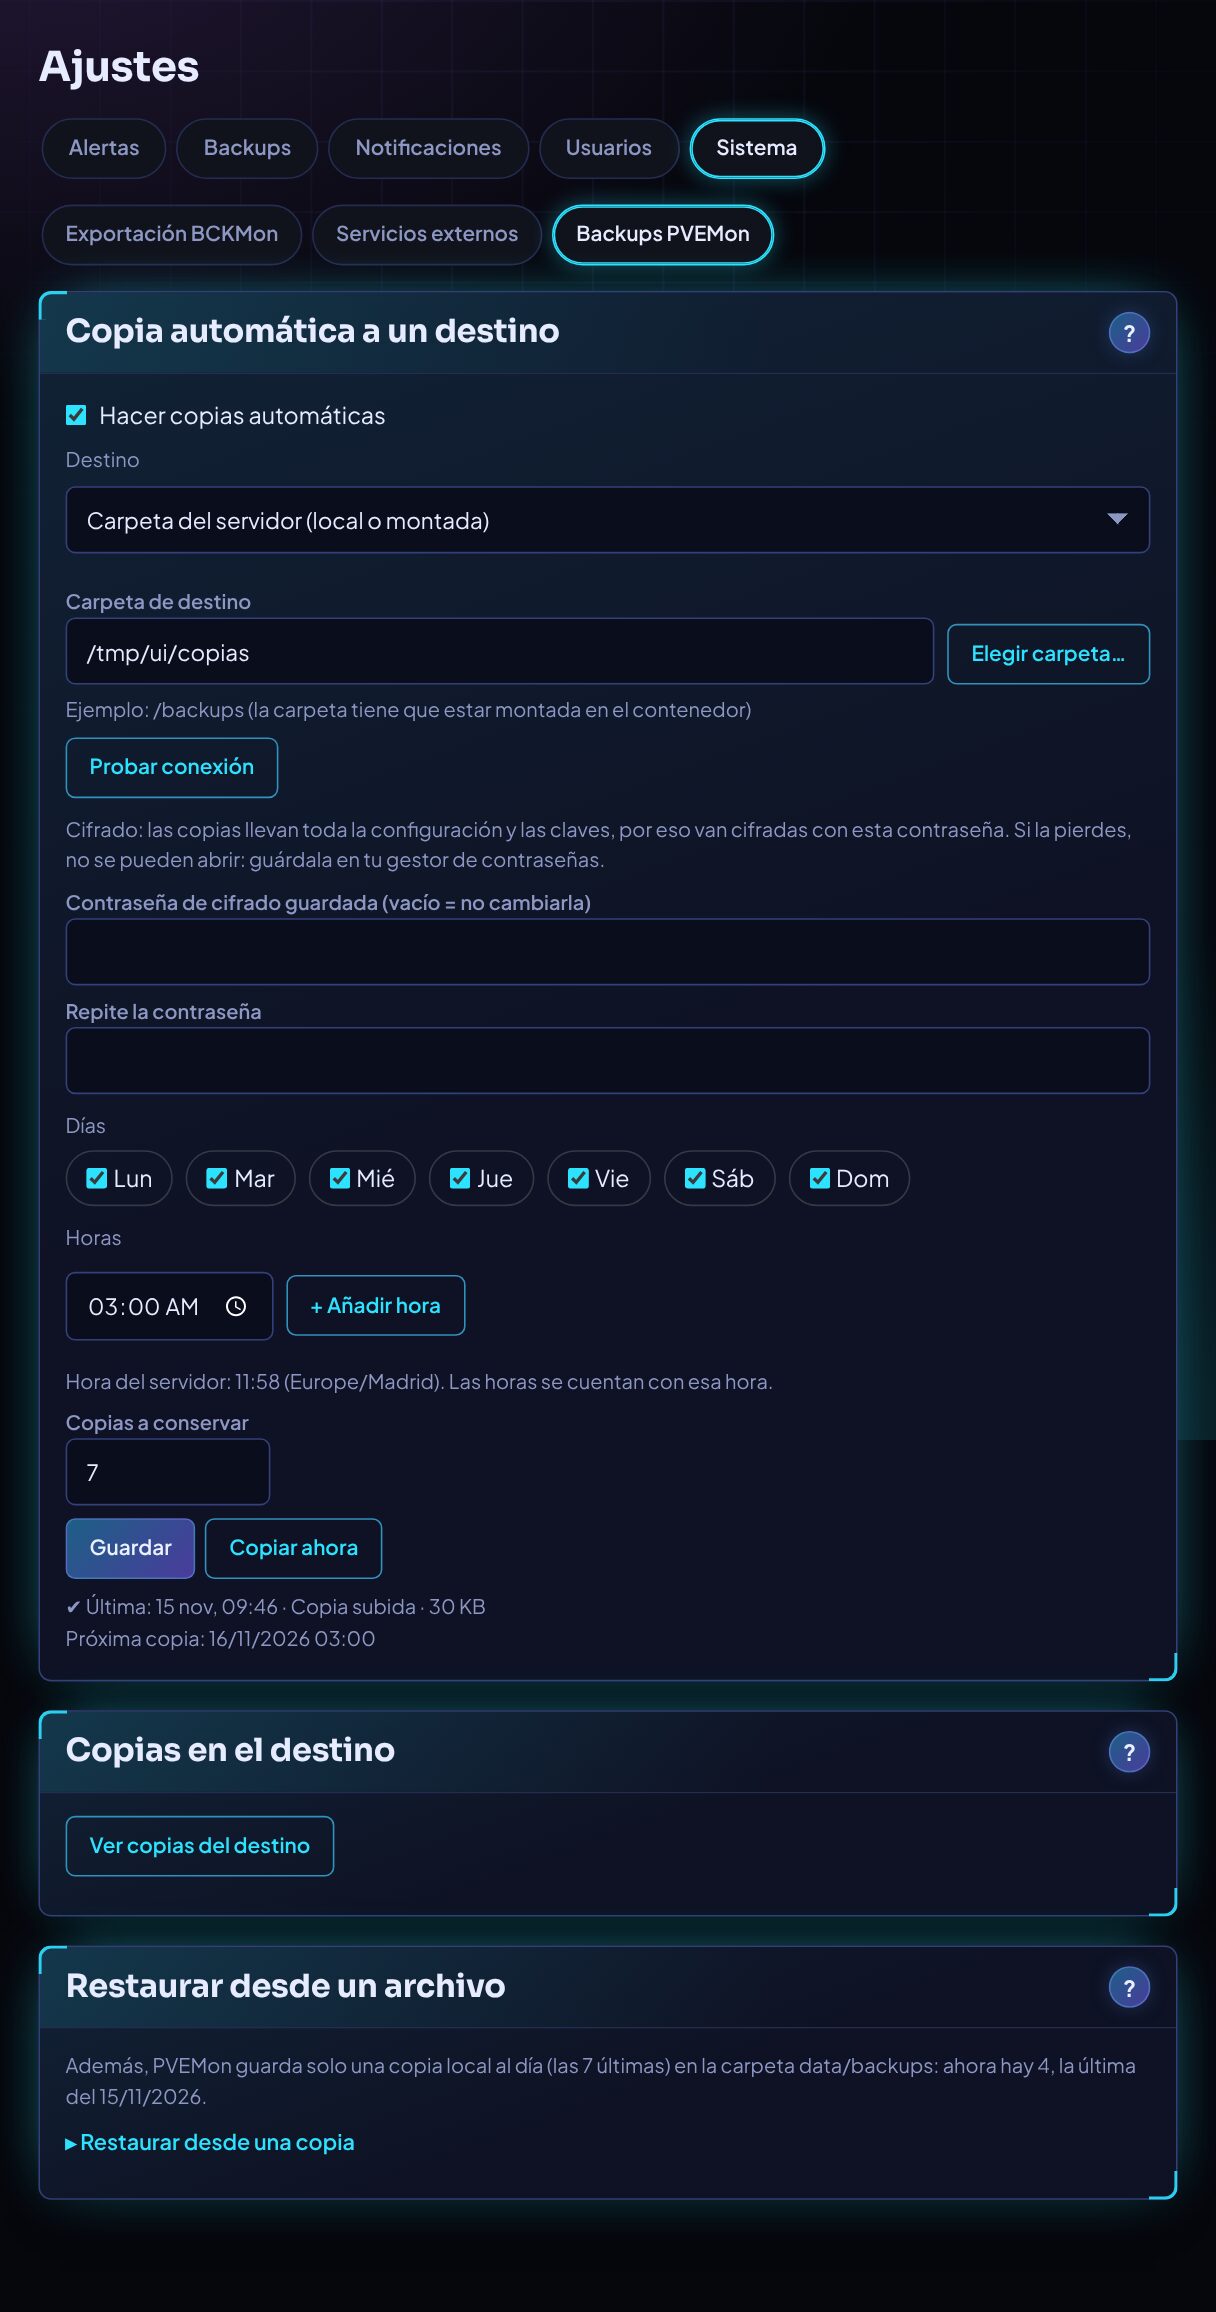 Ajustes
Alertas
Backups
Notificaciones
Usuarios
Sistema
Exportación BCKMon
Servicios externos
Backups PVEMon
Copia automática a un destino
?
Hacer copias automáticas
Destino
Carpeta del servidor (local o montada)
Carpeta de destino
/tmp/ui/copias
Elegir carpeta...
Ejemplo: /backups (la carpeta tiene que estar montada en el contenedor)
Probar conexión
Cifrado: las copias llevan toda la configuración y las claves, por eso van cifradas con esta contraseña. Si la pierdes,
no se pueden abrir: guárdala en tu gestor de contraseñas.
Contraseña de cifrado guardada (vacío = no cambiarla)
Repite la contraseña
Días
Lun
Mar
Mié
Jue
Vie
Sáb
Dom
Horas
03:00 AM
+ Añadir hora
Hora del servidor: 11:58 (Europe/Madrid). Las horas se cuentan con esa hora.
Copias a conservar
7
Guardar
Copiar ahora
✔ Última: 15 nov, 09:46 · Copia subida · 30 KB
Próxima copia: 16/11/2026 03:00
Copias en el destino
?
Ver copias del destino
Restaurar desde un archivo
?
Además, PVEMon guarda solo una copia local al día (las 7 últimas) en la carpeta data/backups: ahora hay 4, la última
del 15/11/2026.
▸ Restaurar desde una copia